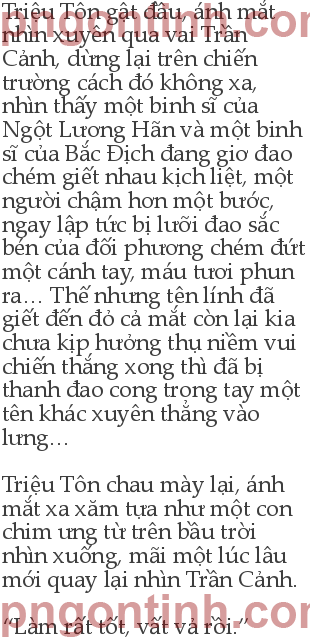 Triệu Tôn gật đầu, ánh mắt
nhìn xuyên qua vai Trần
Cảnh, dừng lại trên chiến
trường cách đó không xa,
nhìn thấy một binh sĩ của
Ngột Lương Hãn và một binh
sĩ của Bắc Địch đang giơ đao
chém giết nhau kịch liệt, một
người chậm hơn một bước,
ngay lập tức bị lưỡi đao sắc
bén của đối phương chém đứt
một cánh tay, máu tươi phun
ra... Thế nhưng tên lính đã
giết đến đỏ cả mắt còn lại kia
chưa kịp hưởng thụ niềm vui
chiến thắng xong thì đã bị
thanh đao cong trong tay một
tên khác xuyên thẳng vào
lưng...
Triệu Tôn chau mày lại, ánh
mắt xa xăm tựa như một con
chim ưng từ trên bầu trời
nhìn xuống, mãi một lúc lâu
mới quay lại nhìn Trần Cảnh.
“Làm rất tốt, vất vả rồi.”
pngontinh.com
pngontinh.com
pngontinh.com